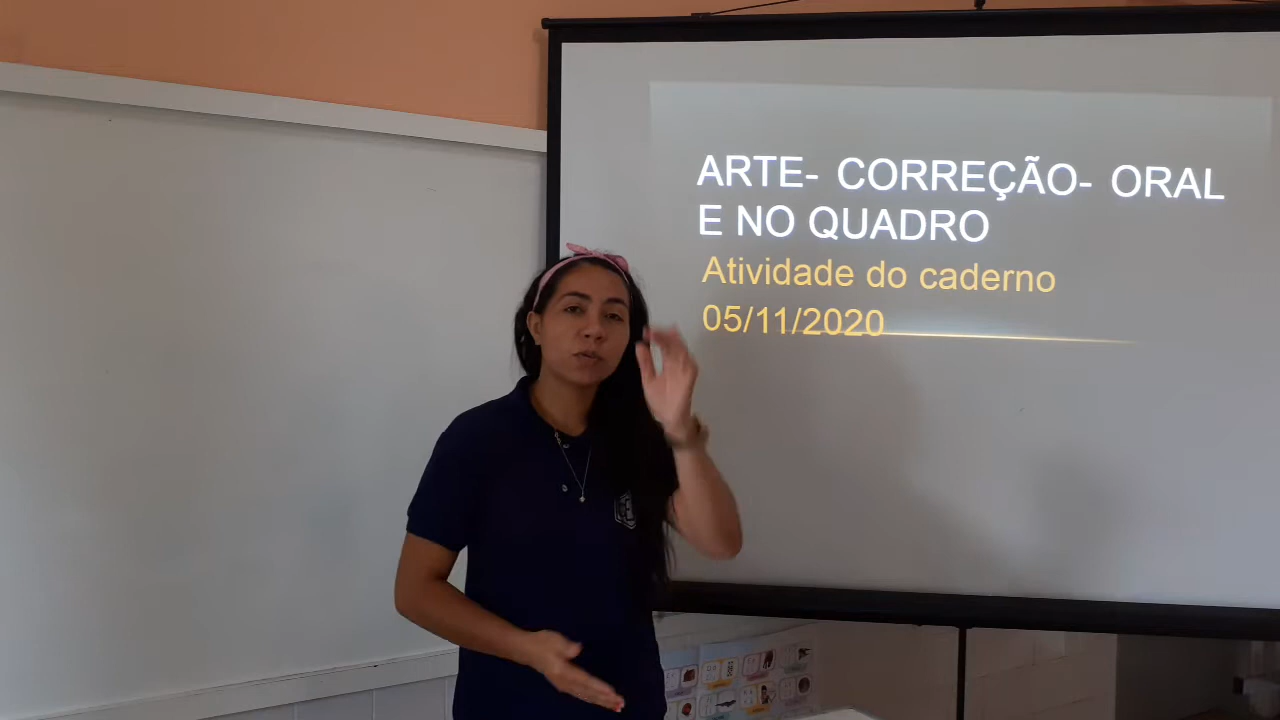 ARTE- CORREÇÃO- ORAL
E NO QUADRO
Atividade do caderno
05/11/2020